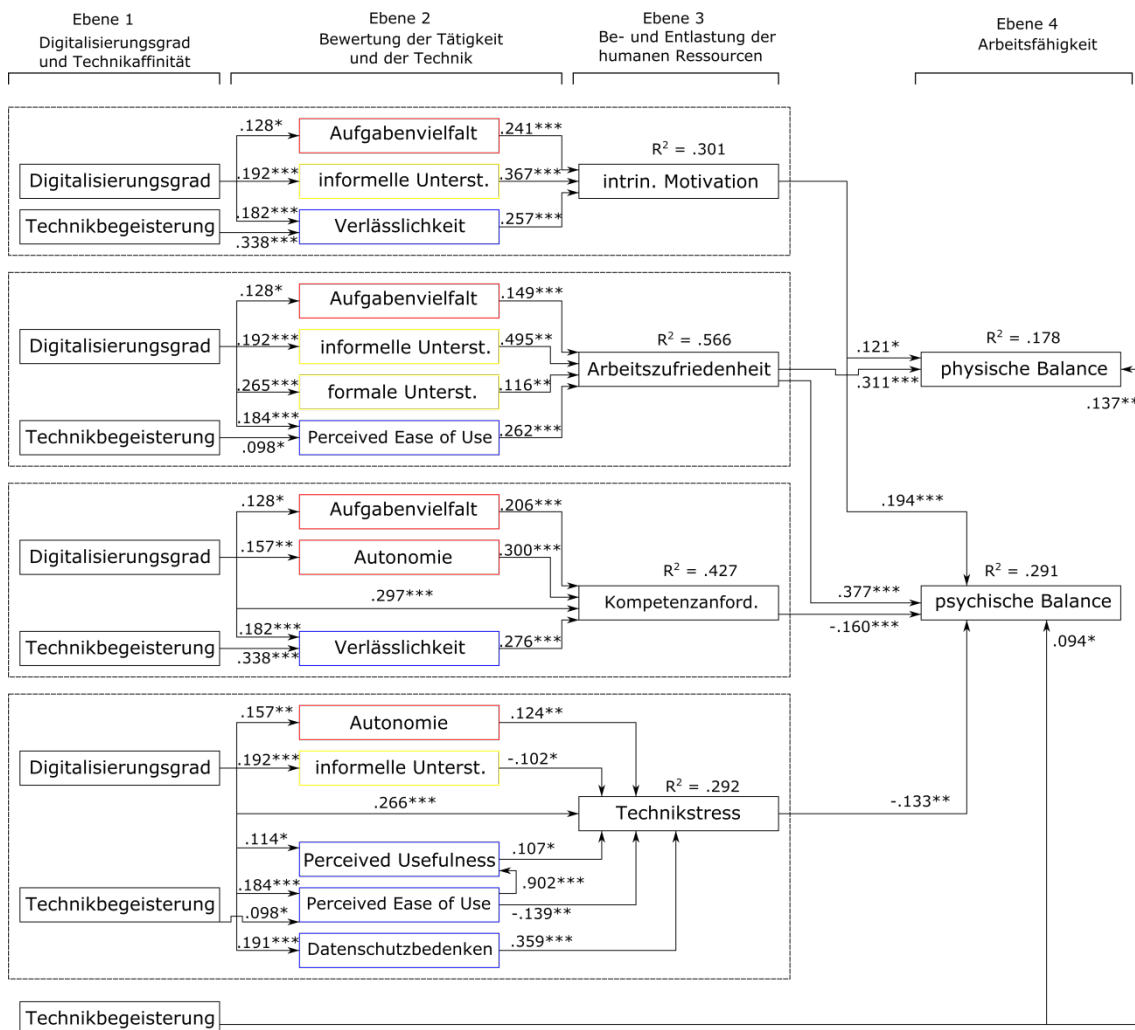 Ebene 1
Digitalisierungsgrad
und Technikaffinität
Ebene 2
Bewertung der Tätigkeit
und der Technik
Ebene 3
Be- und Entlastung der
humanen Ressourcen
Ebene 4
Arbeitsfähigkeit
.128*
Aufgabenvielfalt
.241***
R² = .301
Digitalisierungsgrad
.192***
informelle Unterst.
.367***
intrin. Motivation
Technikbegeisterung
.182***
.338***
Verlässlichkeit
.257***
.128*
Aufgabenvielfalt
.149***
Digitalisierungsgrad
.192***
informelle Unterst.
.495**
R² = .566
Arbeitszufriedenheit
.265***
formale Unterst.
.116**
Technikbegeisterung
.184***
.098*
Perceived Ease of Use
.262***
.121*
.311***
R² = .178
physische Balance
.137**
.128*
Aufgabenvielfalt
.206***
Digitalisierungsgrad
.157**
Autonomie
.300***
.297***
R² = .427
Kompetenzanford.
Technikbegeisterung
.182***
.338***
Verlässlichkeit
.276***
.194***
.377***
-.160***
R² = .291
psychische Balance
.094*
.157**
Autonomie
.124**
Digitalisierungsgrad
.192***
informelle Unterst.
-.102*
.266***
R² = .292
Technikstress
-.133**
.114*
Perceived Usefulness
.107*
.902***
Technikbegeisterung
.184***
.098*
Perceived Ease of Use
-.139**
.191***
Datenschutzbedenken
.359***
Technikbegeisterung